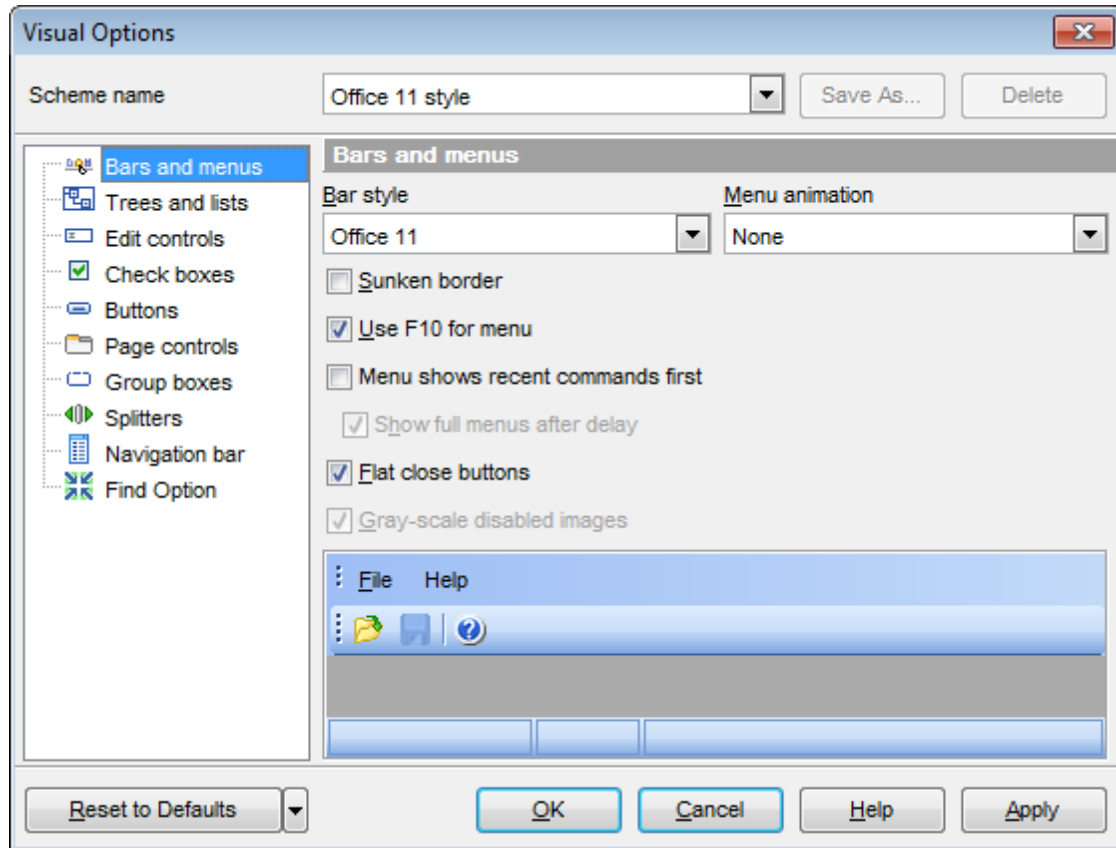 Visual Options
Scheme name
Office 11 style
Save As...
Delete
Bars and menus
Trees and lists
Edit controls
Check boxes
Buttons
Page controls
Group boxes
Splitters
Navigation bar
Find Option
Bars and menus
Bar style
Menu animation
Office 11
None
Sunken border
Use F10 for menu
Menu shows recent commands first
Show full menus after delay
Flat close buttons
Gray-scale disabled images
File Help
Reset to Defaults
OK
Cancel
Help
Apply